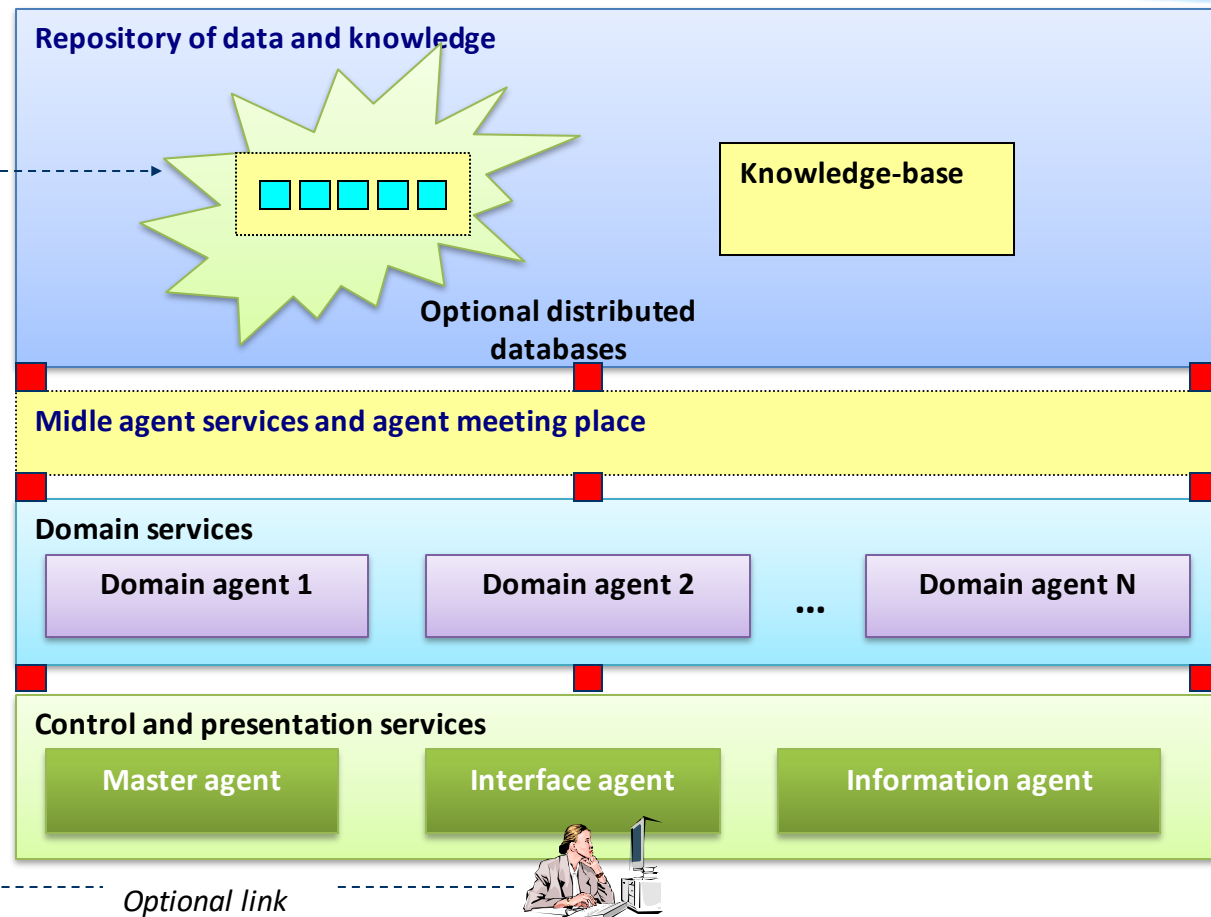 Repository of data and knowledge
Knowledge-base
Optional distributed
databases
Midle agent services and agent meeting place
Domain services
Domain agent 1
Domain agent 2
...
Domain agent N
Control and presentation services
Master agent
Interface agent
Information agent
Optional link